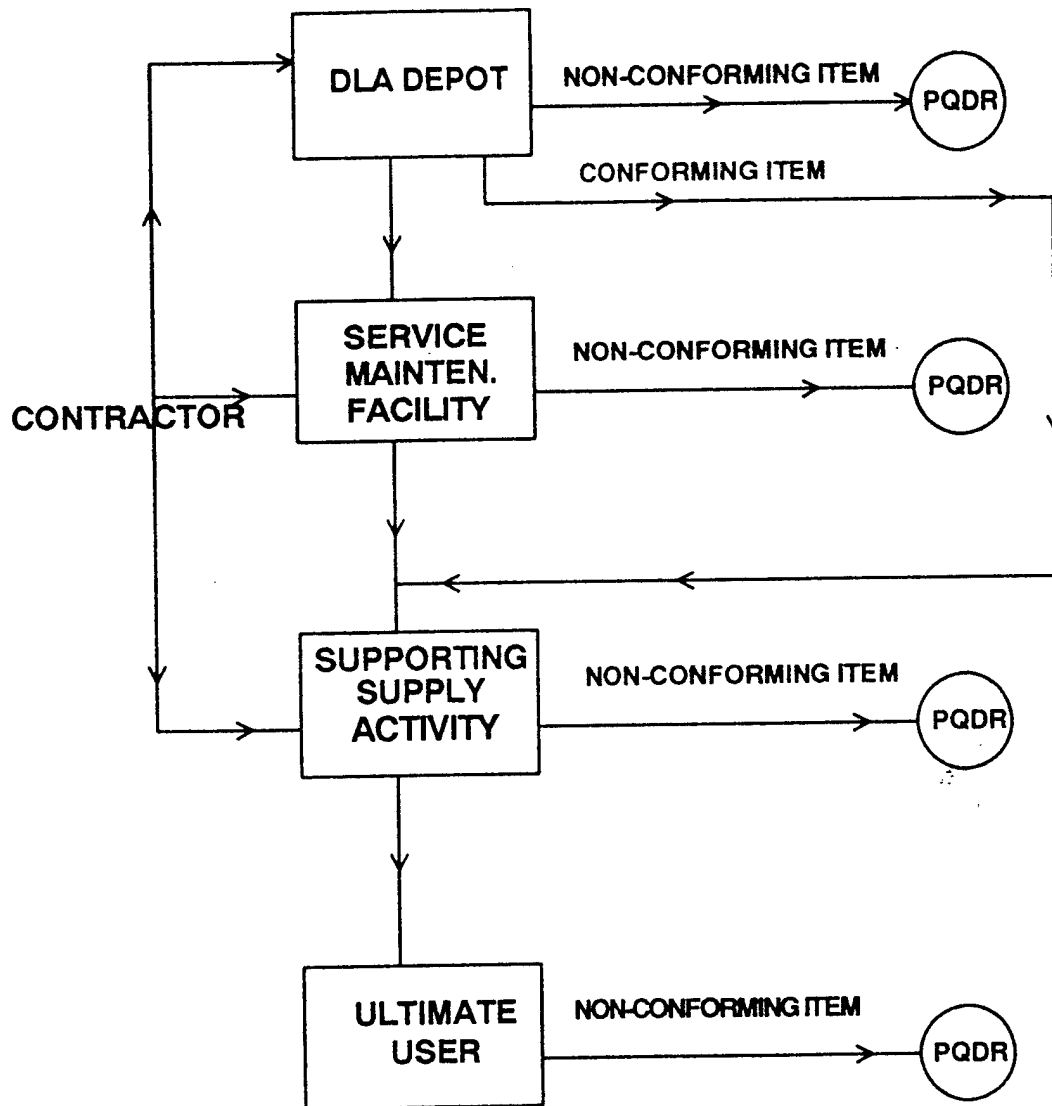 DLA DEPOT
NON-CONFORMING ITEM
PQDR
CONFORMING ITEM
SERVICE
MAINTEN.
FACILITY
NON-CONFORMING ITEM
PQDR
CONTRACTOR
SUPPORTING
SUPPLY
ACTIVITY
NON-CONFORMING ITEM
PQDR
ULTIMATE
USER
NON-CONFORMING ITEM
PQDR